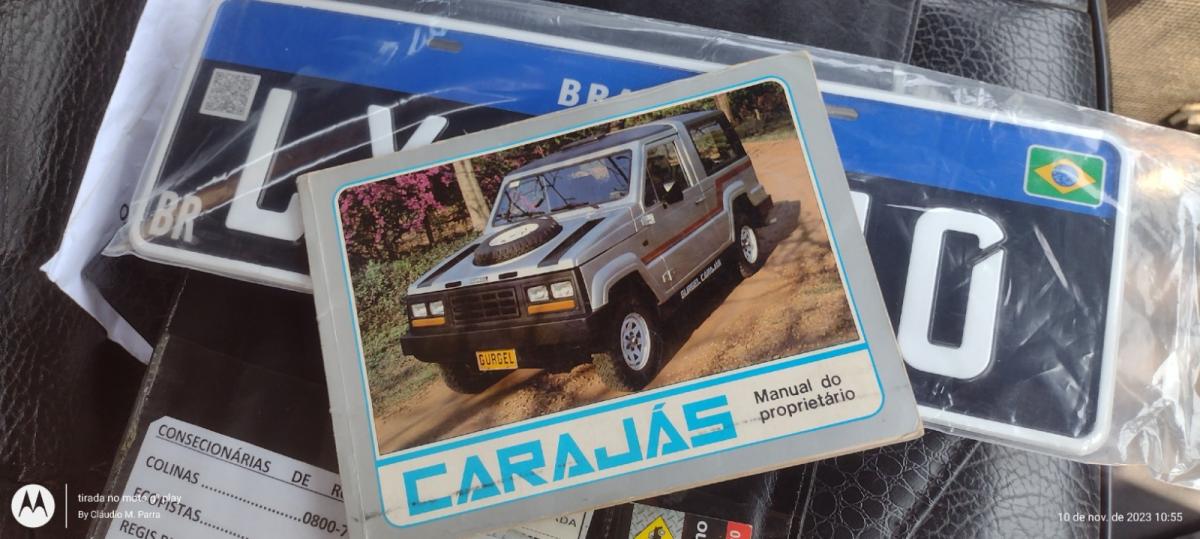 BR
L
0
GURGEL
GURGEL CARAJÁS
CARAJÁS
Manual do
proprietário
CONSECIONÁRIAS DE
COLINAS
0800-7
tirada no moto g play
By Cláudio M. Parra
10 de nov. de 2023 10:55